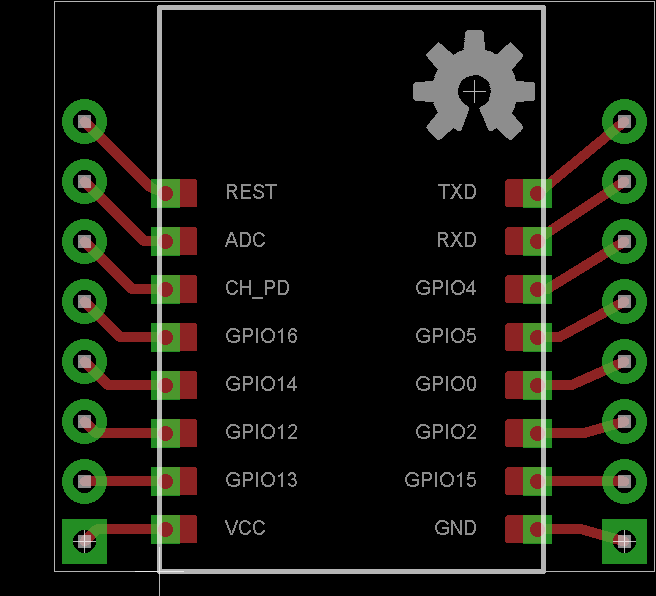 REST TXD
ADC RXD
CH_PD GPIO4
GPIO16 GPIO5
GPIO14 GPIO0
GPIO12 GPIO2
GPIO13 GPIO15
VCC GND